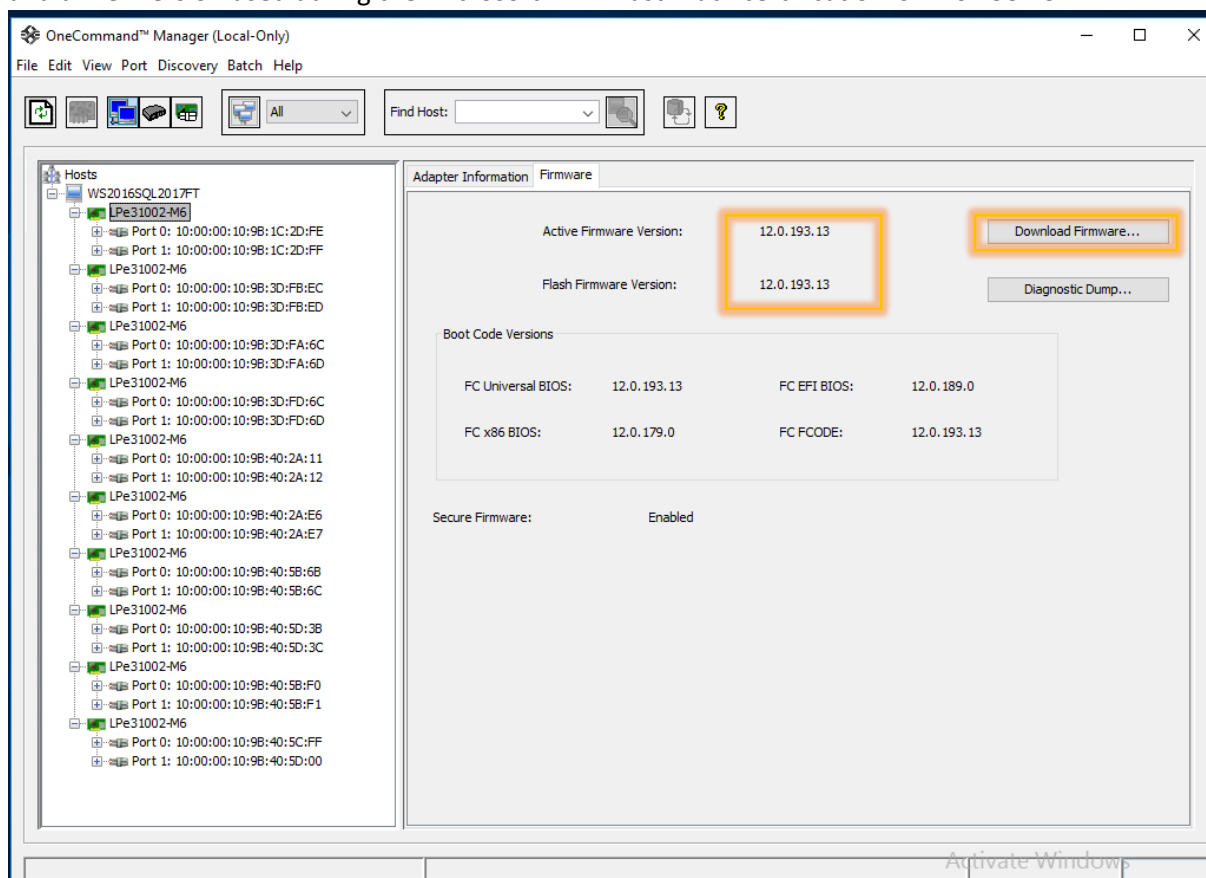 OneCommand™ Manager (Local-Only)
File Edit View Port Discovery Batch Help
All
Find Host:
Hosts
WS2016SQL2017FT
LPe31002-M6
Port 0: 10:00:00:10:9B:1C:2D:FE
Port 1: 10:00:00:10:9B:1C:2D:FF
LPe31002-M6
Port 0: 10:00:00:10:9B:3D:FB:EC
Port 1: 10:00:00:10:9B:3D:FB:ED
LPe31002-M6
Port 0: 10:00:00:10:9B:3D:FA:6C
Port 1: 10:00:00:10:9B:3D:FA:6D
LPe31002-M6
Port 0: 10:00:00:10:9B:3D:FD:6C
Port 1: 10:00:00:10:9B:3D:FD:6D
LPe31002-M6
Port 0: 10:00:00:10:9B:40:2A:11
Port 1: 10:00:00:10:9B:40:2A:12
LPe31002-M6
Port 0: 10:00:00:10:9B:40:2A:E6
Port 1: 10:00:00:10:9B:40:2A:E7
LPe31002-M6
Port 0: 10:00:00:10:9B:40:5B:6B
Port 1: 10:00:00:10:9B:40:5B:6C
LPe31002-M6
Port 0: 10:00:00:10:9B:40:5D:3B
Port 1: 10:00:00:10:9B:40:5D:3C
LPe31002-M6
Port 0: 10:00:00:10:9B:40:5B:F0
Port 1: 10:00:00:10:9B:40:5B:F1
LPe31002-M6
Port 0: 10:00:00:10:9B:40:5C:FF
Port 1: 10:00:00:10:9B:40:5D:00
Adapter Information Firmware
Active Firmware Version: 12.0.193.13 Download Firmware...
Flash Firmware Version: 12.0.193.13 Diagnostic Dump...
Boot Code Versions
FC Universal BIOS: 12.0.193.13 FC EFI BIOS: 12.0.189.0
FC x86 BIOS: 12.0.179.0 FC FCODE: 12.0.193.13
Secure Firmware: Enabled
Activate Windows